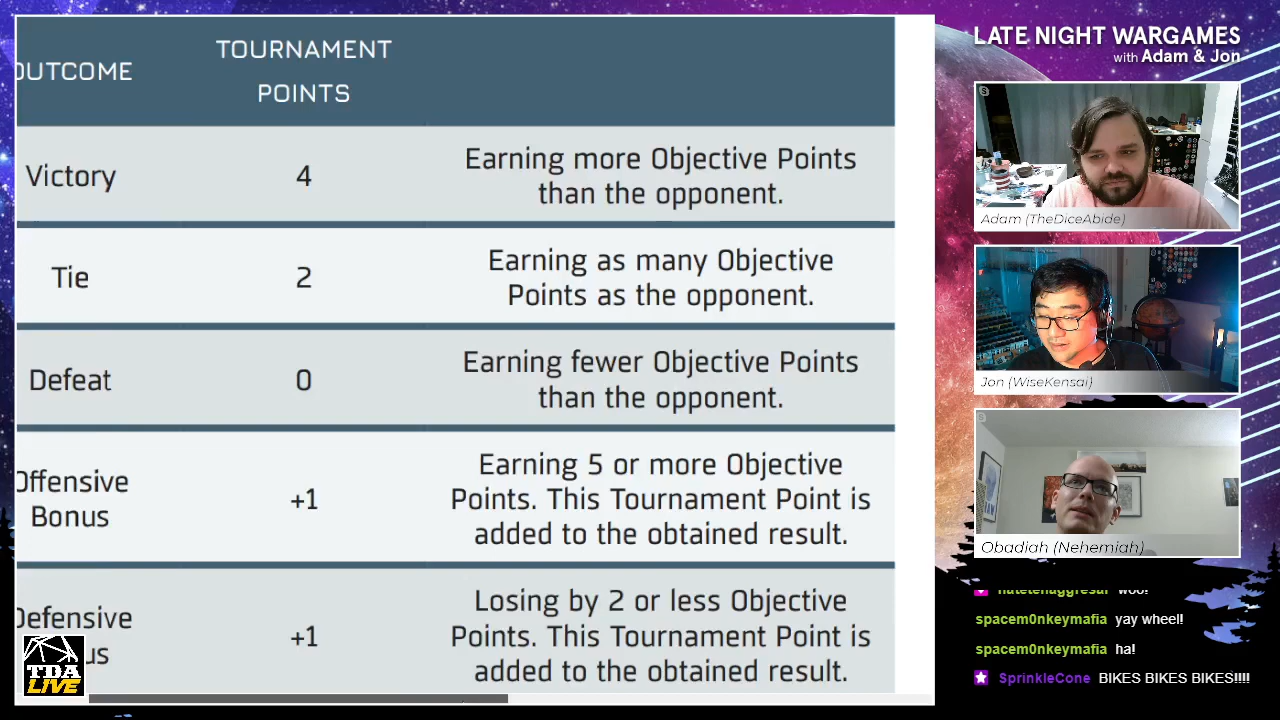 OUTCOME
TOURNAMENT
POINTS
Victory
4
Earning more Objective Points
than the opponent.
Tie
2
Earning as many Objective
Points as the opponent.
Defeat
0
Earning fewer Objective Points
than the opponent.
Offensive
Bonus
+1
Earning 5 or more Objective
Points. This Tournament Point is
added to the obtained result.
Defensive
us
+1
Losing by 2 or less Objective
Points. This Tournament Point is
added to the obtained result.
TDA
LIVE
LATE NIGHT WARGAMES
with Adam & Jon
Adam (TheDiceAbide)
Jon (WiseKensai)
Obadiah (Nehemiah)
woo!
spacem0nkeymafia yay wheel!
spacem0nkeymafia ha!
SprinkleCone BIKES BIKES BIKES!!!!